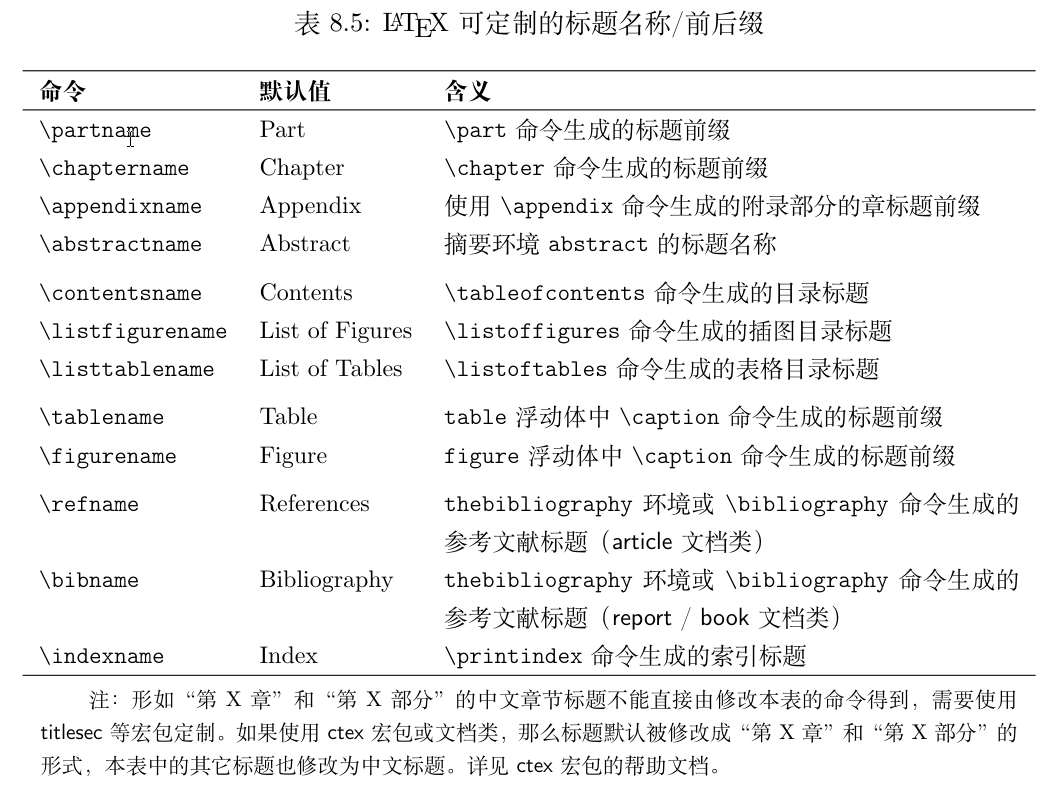 表 8.5: LATEX 可定制的标题名称/前后缀
命令 默认值 含义
\partname Part \part 命令生成的标题前缀
\chaptername Chapter \chapter 命令生成的标题前缀
\appendixname Appendix 使用 \appendix 命令生成的附录部分的章标题前缀
\abstractname Abstract 摘要环境 abstract 的标题名称
\contentsname Contents \tableofcontents 命令生成的目录标题
\listfigurename List of Figures \listoffigures 命令生成的插图目录标题
\listtablename List of Tables \listoftables 命令生成的表格目录标题
\tablename Table table 浮动体中 \caption 命令生成的标题前缀
\figurename Figure figure 浮动体中 \caption 命令生成的标题前缀
\refname References thebibliography 环境或 \bibliography 命令生成的
参考文献标题（article 文档类）
\bibname Bibliography thebibliography 环境或 \bibliography 命令生成的
参考文献标题（report / book 文档类）
\indexname Index \printindex 命令生成的索引标题
注：形如“第 X 章”和“第 X 部分”的中文章节标题不能直接由修改本表的命令得到，需要使用
titlesec 等宏包定制。如果使用 ctex 宏包或文档类，那么标题默认被修改成“第 X 章”和“第 X 部分”的
形式，本表中的其它标题也修改为中文标题。详见 ctex 宏包的帮助文档。